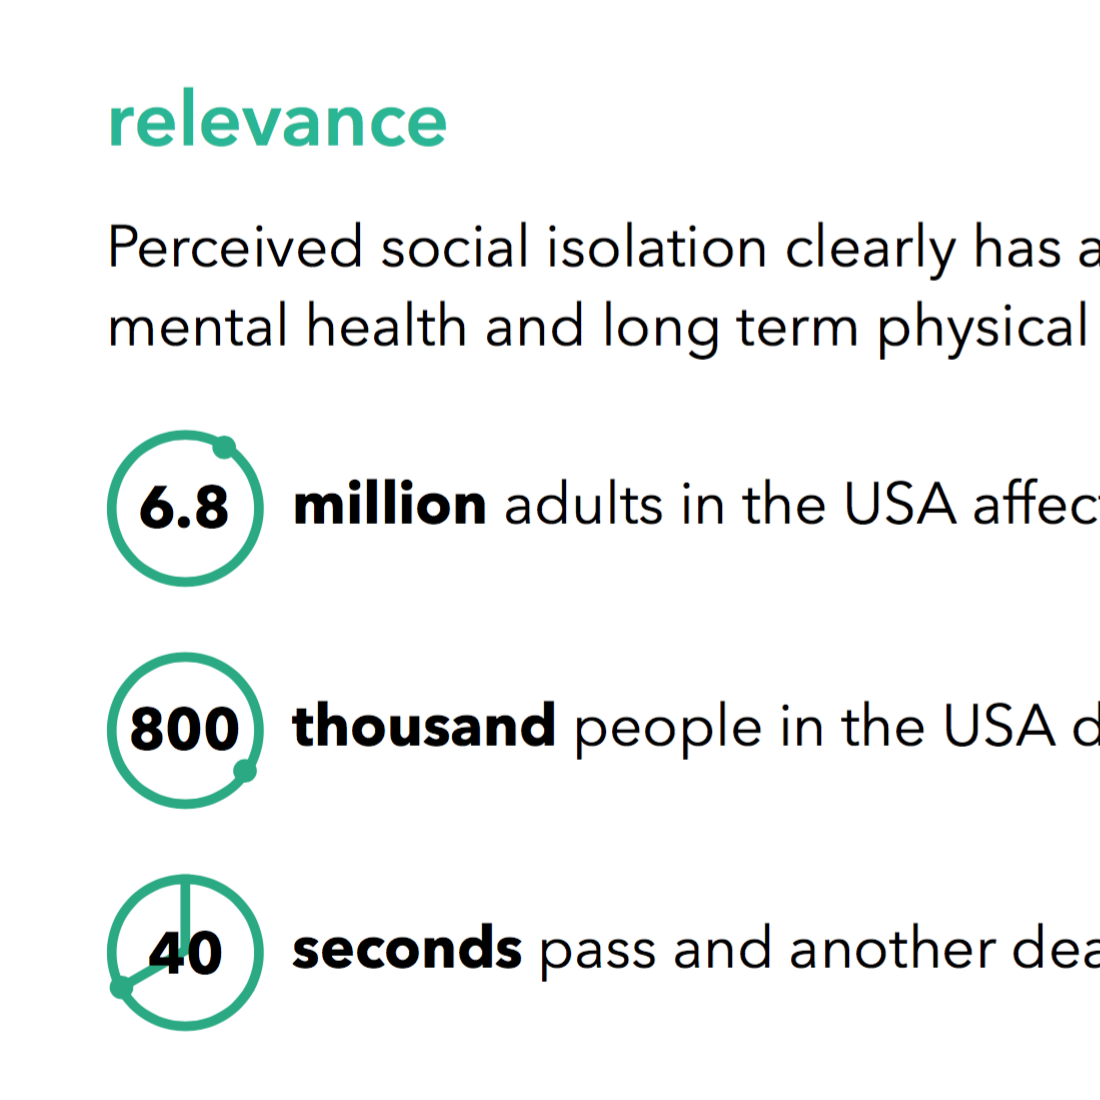 relevance
Perceived social isolation clearly has a
mental health and long term physical
6.8 million adults in the USA affec
800 thousand people in the USA d
40 seconds pass and another dea